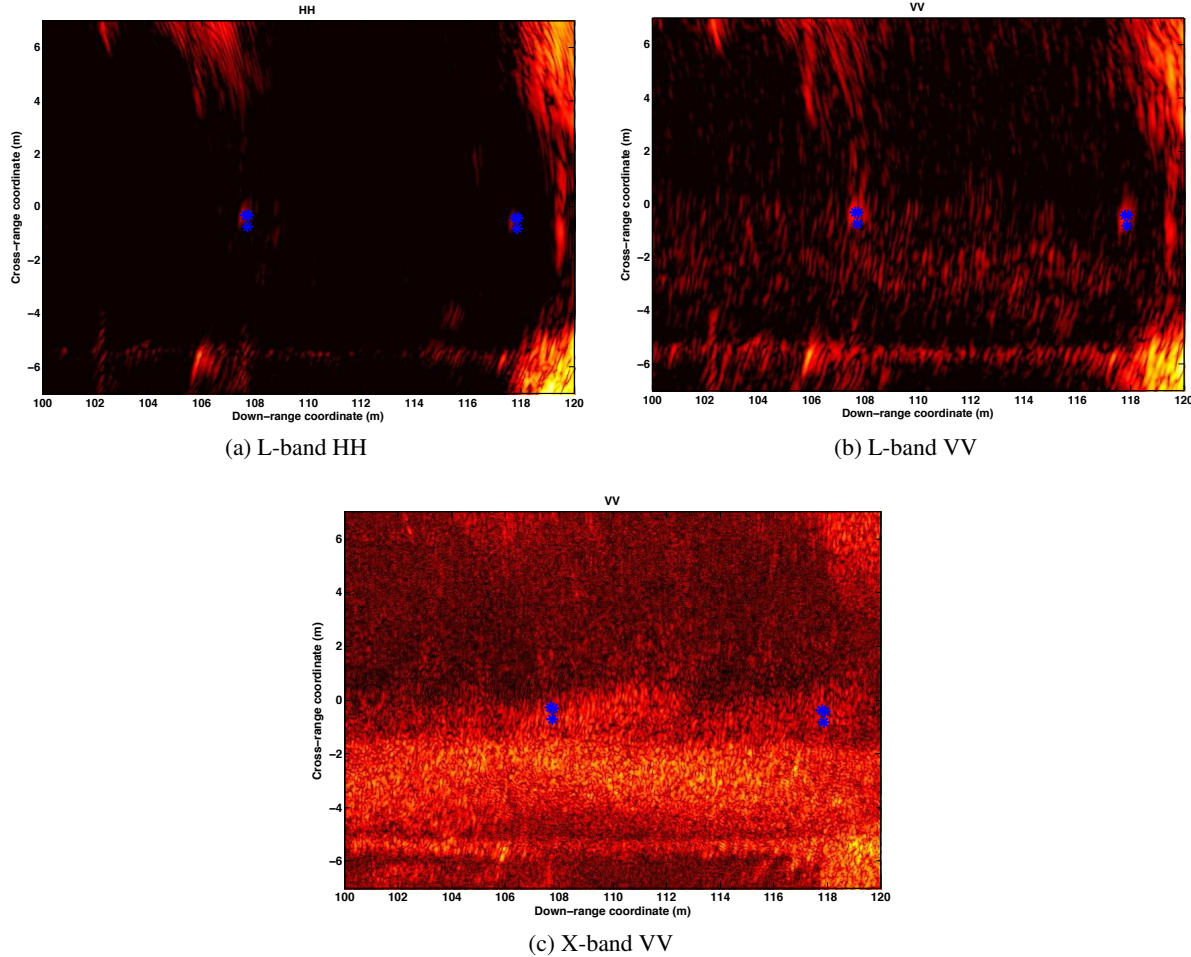 HH
6
4
2
0
−2
−4
−6
Cross−range coordinate (m)
100 102 104 106 108 110 112 114 116 118 120
Down−range coordinate (m)
(a) L-band HH
VV
6
4
2
0
−2
−4
−6
Cross−range coordinate (m)
100 102 104 106 108 110 112 114 116 118 120
Down−range coordinate (m)
(b) L-band VV
VV
6
4
2
0
−2
−4
−6
Cross−range coordinate (m)
100 102 104 106 108 110 112 114 116 118 120
Down−range coordinate (m)
(c) X-band VV